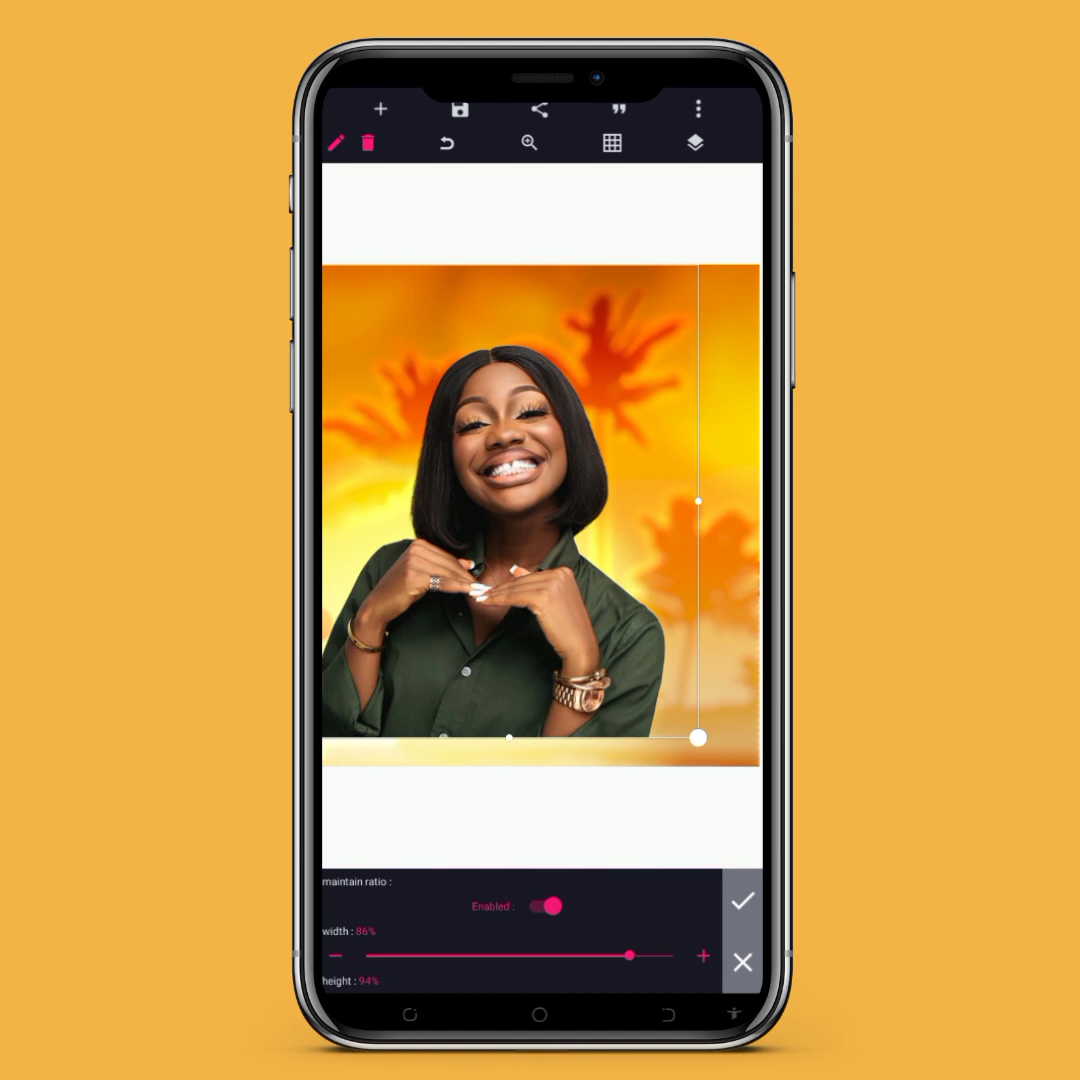 maintain ratio :
Enabled :
width : 86%
height : 94%